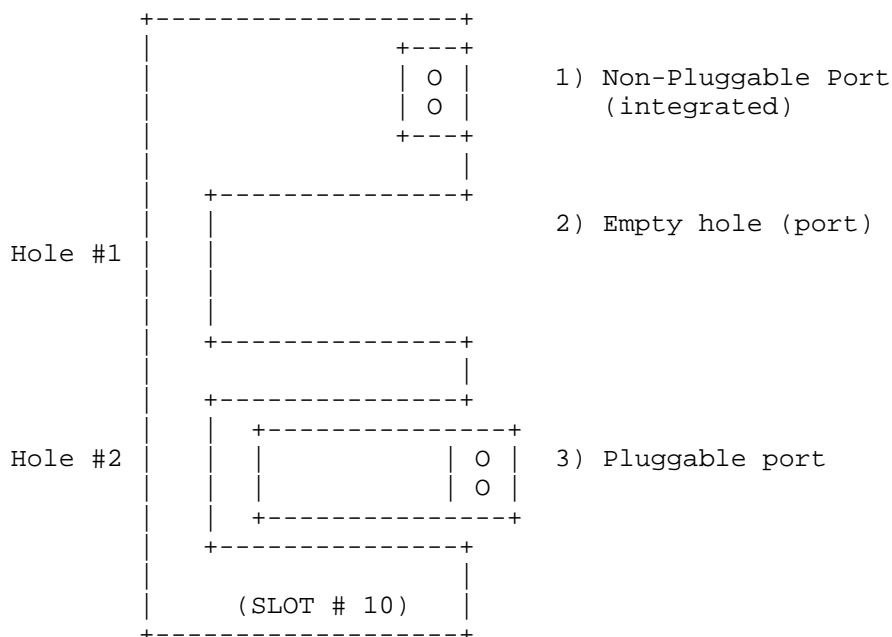 1) Non-Pluggable Port
(integrated)
2) Empty hole (port)
Hole #1
Hole #2
3) Pluggable port
(SLOT # 10)